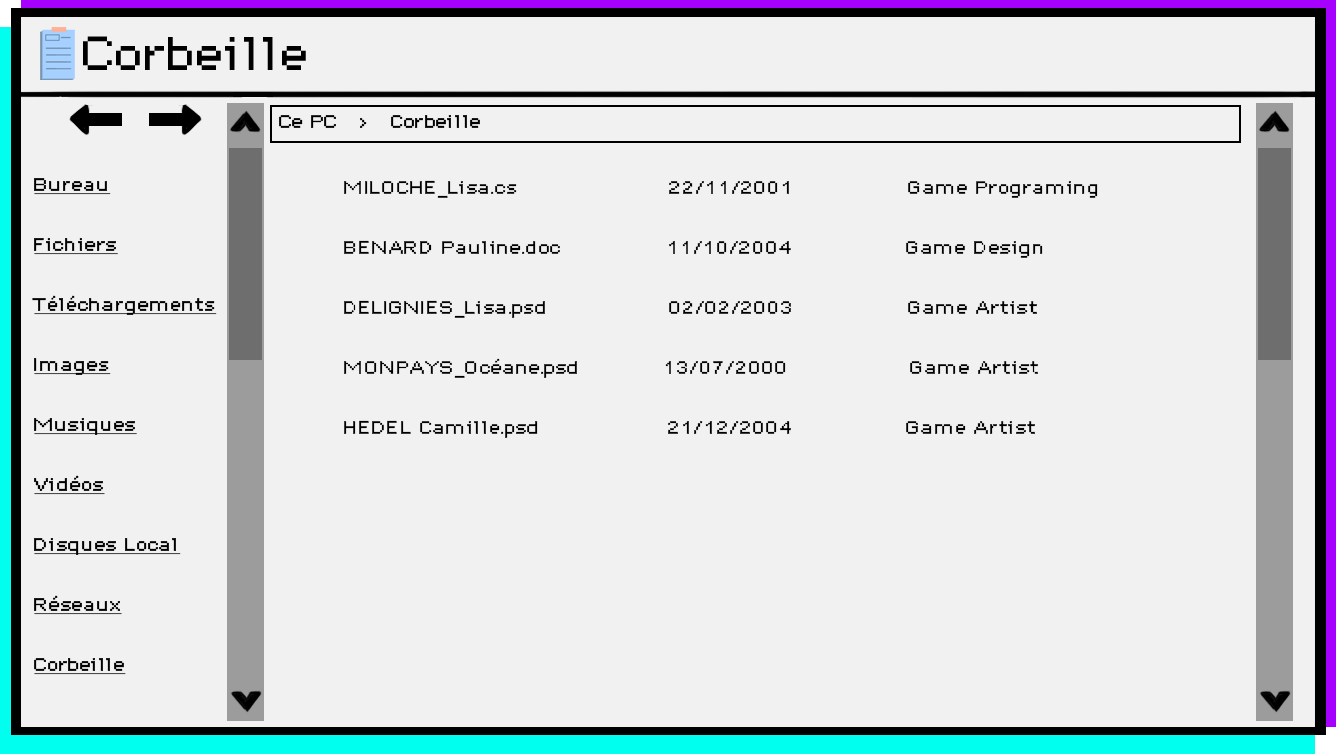 Corbeille
Ce PC > Corbeille
Bureau
Fichiers
Téléchargements
Images
Musiques
Vidéos
Disques Local
Réseaux
Corbeille
MILOCHE_Lisa.cs 22/11/2001 Game Programing
BENARD Pauline.doc 11/10/2004 Game Design
DELIGNIES_Lisa.psd 02/02/2003 Game Artist
MONPAYS_Océane.psd 13/07/2000 Game Artist
HEDEL Camille.psd 21/12/2004 Game Artist